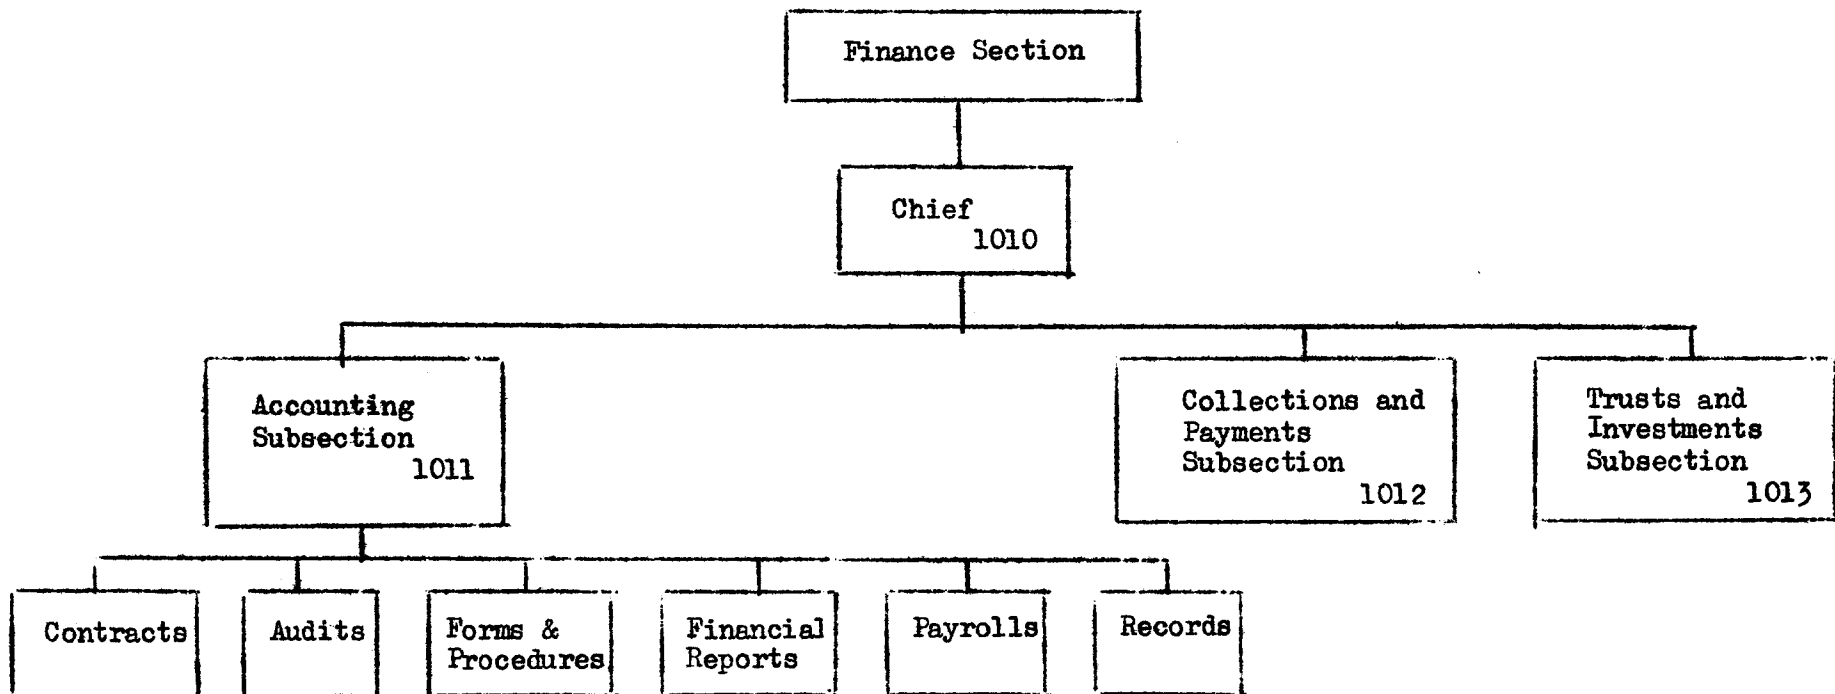 Finance Section
Chief
1010
Accounting
Subsection
1011
Collections and
Payments
Subsection
1012
Trusts and
Investments
Subsection
1013
Contracts
Audits
Forms &
Procedures
Financial
Reports
Payrolls
Records